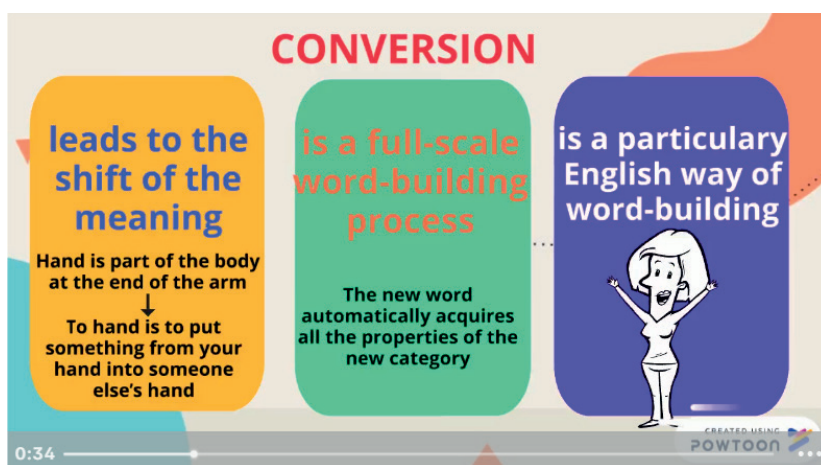 CONVERSION
leads to the
shift of the
meaning
Hand is part of the body
at the end of the arm
↓
To hand is to put
something from your
hand into someone
else's hand
is a full-scale
word-building
process
The new word
automatically acquires
all the properties of the
new category
is a particulary
English way of
word-building
CREATED USING
POWTOON
0:34